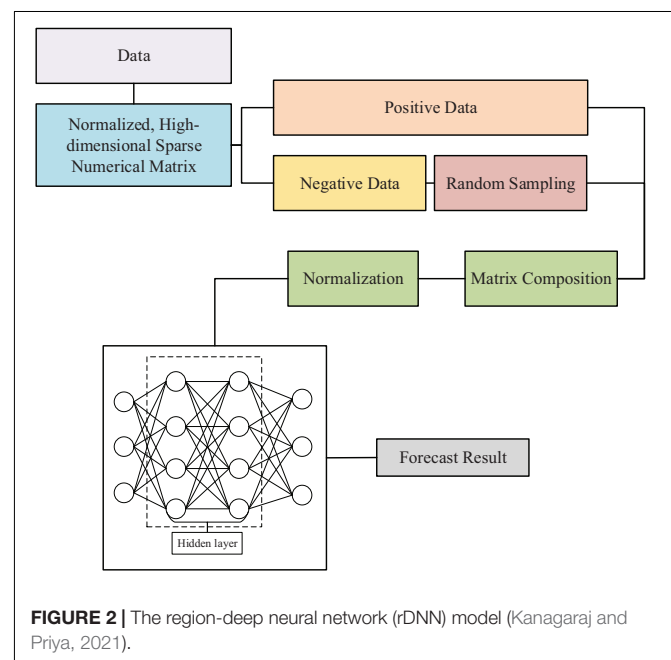 Data
Normalized, High-
dimensional Sparse
Numerical Matrix
Positive Data
Negative Data
Random Sampling
Normalization
Matrix Composition
Hidden layer
Forecast Result
FIGURE 2 | The region-deep neural network (rDNN) model (Kanagaraj and
Priya, 2021).